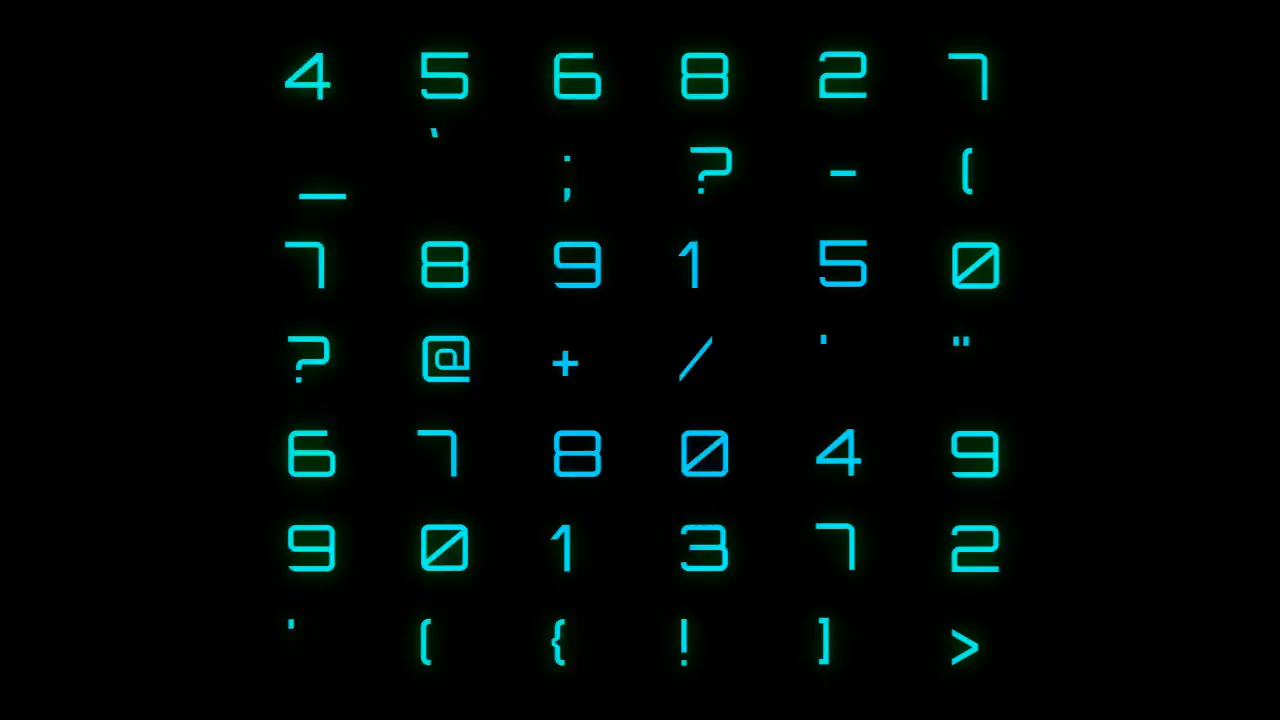 4 5 6 8 2 7
_ ` ; ? - (
7 8 9 1 5 0
? @ + / ' "
6 7 8 0 4 9
9 0 1 3 7 2
' ( { ! ] >